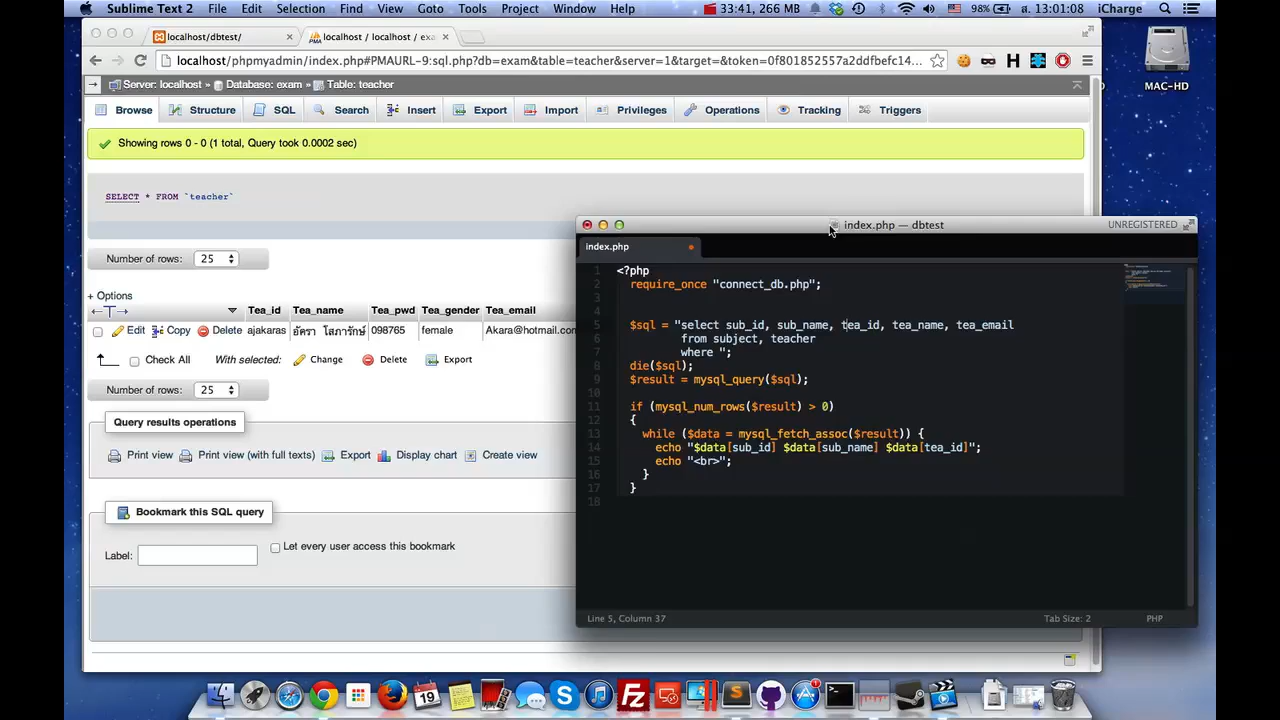 Sublime Text 2 File Edit Selection Find View Goto Tools Project Window Help 33:41, 266 MB 98% ส. 13:01:08 iCharge
localhost/dbtest/ localhost / localhost / exa
localhost/phpmyadmin/index.php#PMAURL-9:sql.php?db=exam&table=teacher&server=1&target=&token=0f801852557a2ddfbefc14...
MAC-HD
Server: localhost » Database: exam » Table: teacher
Browse Structure SQL Search Insert Export Import Privileges Operations Tracking Triggers
Showing rows 0 - 0 (1 total, Query took 0.0002 sec)
SELECT * FROM `teacher`
Number of rows: 25
+ Options
←T→ Tea_id Tea_name Tea_pwd Tea_gender Tea_email
Edit Copy Delete ajakaras อัครา โสภารักษ์ 098765 female Akara@hotmail.com
Check All With selected: Change Delete Export
Number of rows: 25
Query results operations
Print view Print view (with full texts) Export Display chart Create view
Bookmark this SQL query
Label: Let every user access this bookmark
index.php — dbtest UNREGISTERED
index.php
1 <?php
2 require_once "connect_db.php";
3
4
5 $sql = "select sub_id, sub_name, tea_id, tea_name, tea_email
6 from subject, teacher
7 where ";
8 die($sql);
9 $result = mysql_query($sql);
10
11 if (mysql_num_rows($result) > 0)
12 {
13 while ($data = mysql_fetch_assoc($result)) {
14 echo "$data[sub_id] $data[sub_name] $data[tea_id]";
15 echo "<br>";
16 }
17 }
18
Line 5, Column 37 Tab Size: 2 PHP
19